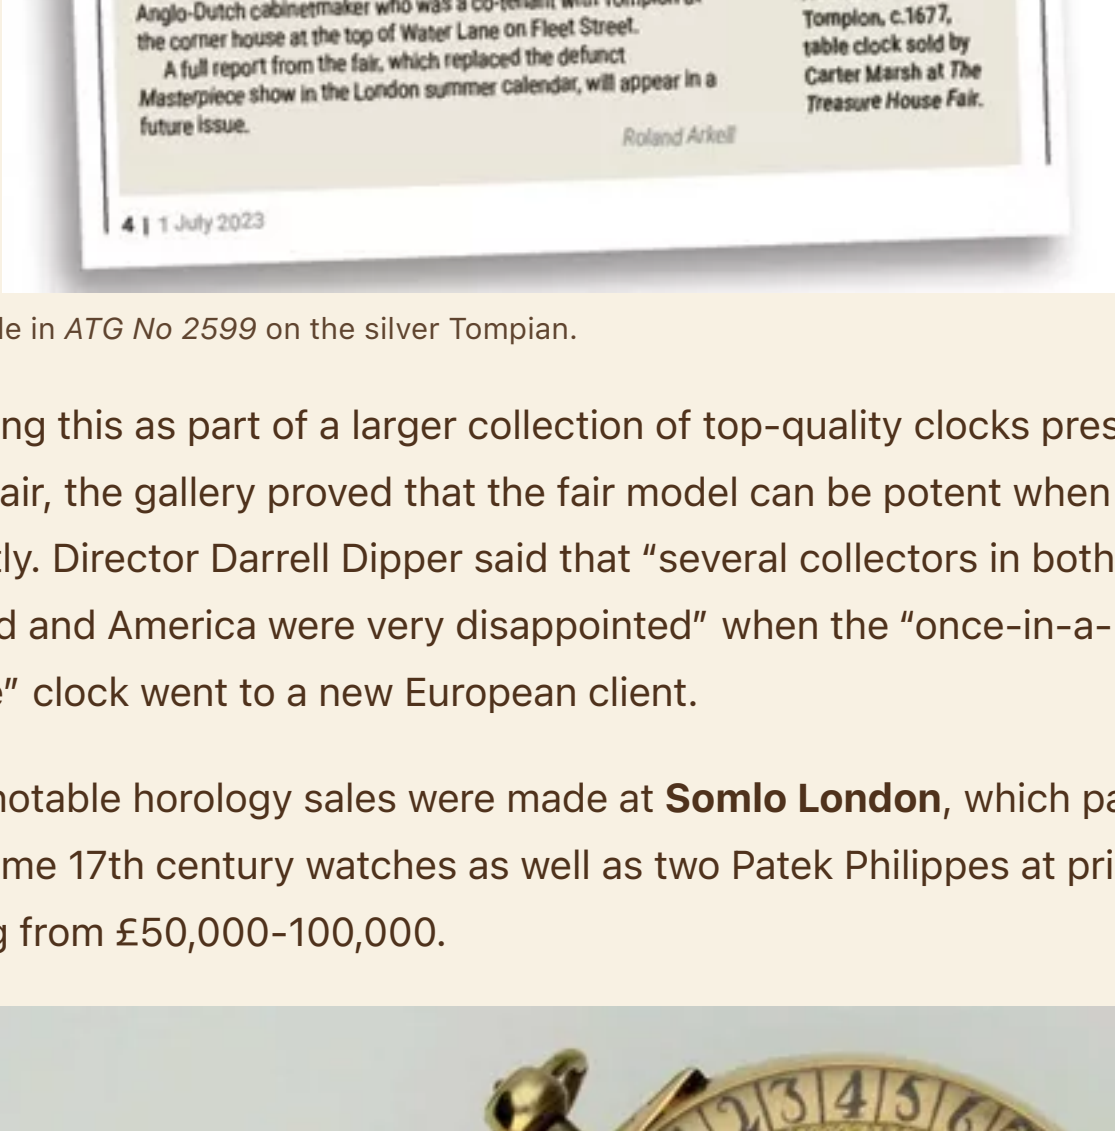 Anglo-Dutch cabinetmaker who was a co-tenant with Tompion at
the corner house at the top of Water Lane on Fleet Street.
A full report from the fair, which replaced the defunct
Masterpiece show in the London summer calendar, will appear in a
future issue.
Roland Arkell
Tompion, c.1677,
table clock sold by
Carter Marsh at The
Treasure House Fair.
4 | 1 July 2023
le in ATG No 2599 on the silver Tompian.
ng this as part of a larger collection of top-quality clocks pres
air, the gallery proved that the fair model can be potent when
tly. Director Darrell Dipper said that “several collectors in both
d and America were very disappointed” when the “once-in-a-
e” clock went to a new European client.
notable horology sales were made at Somlo London, which pa
me 17th century watches as well as two Patek Philippes at pri
g from £50,000-100,000.
2 3 4 5 6